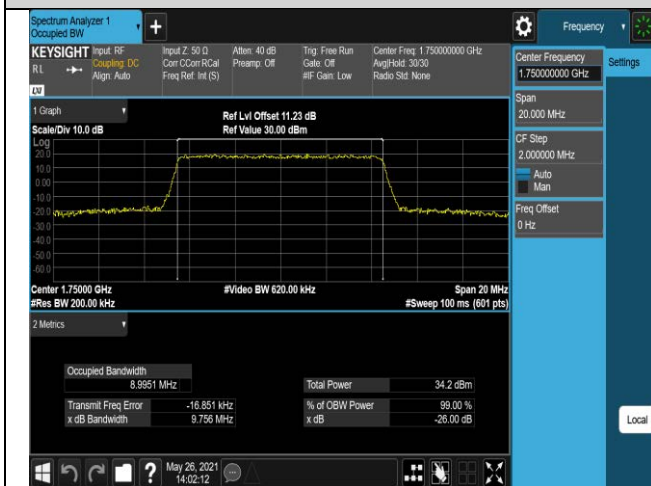 Spectrum Analyzer 1
Occupied BW
Frequency
KEYSIGHT
Input: RF
Coupling: DC
Align: Auto
Input Z: 50 Ω
Corr CCorr RCal
Freq Ref: Int (S)
Atten: 40 dB
Preamp: Off
Trig: Free Run
Gate: Off
#IF Gain: Low
Center Freq: 1.750000000 GHz
Avg|Hold: 30/30
Radio Std: None
RL
LXI
Center Frequency
1.750000000 GHz
Settings
Span
20.000 MHz
CF Step
2.000000 MHz
Auto
Man
Freq Offset
0 Hz
1 Graph
Scale/Div 10.0 dB
Ref Lvl Offset 11.23 dB
Ref Value 30.00 dBm
Log
20.0
10.0
0.00
-10.0
-20.0
-30.0
-40.0
-50.0
-60.0
Center 1.75000 GHz
#Res BW 200.00 kHz
#Video BW 620.00 kHz
Span 20 MHz
#Sweep 100 ms (601 pts)
2 Metrics
Occupied Bandwidth
8.9951 MHz
Total Power 34.2 dBm
Transmit Freq Error -16.851 kHz
% of OBW Power 99.00 %
x dB Bandwidth 9.756 MHz
x dB -26.00 dB
Local
May 26, 2021
14:02:12